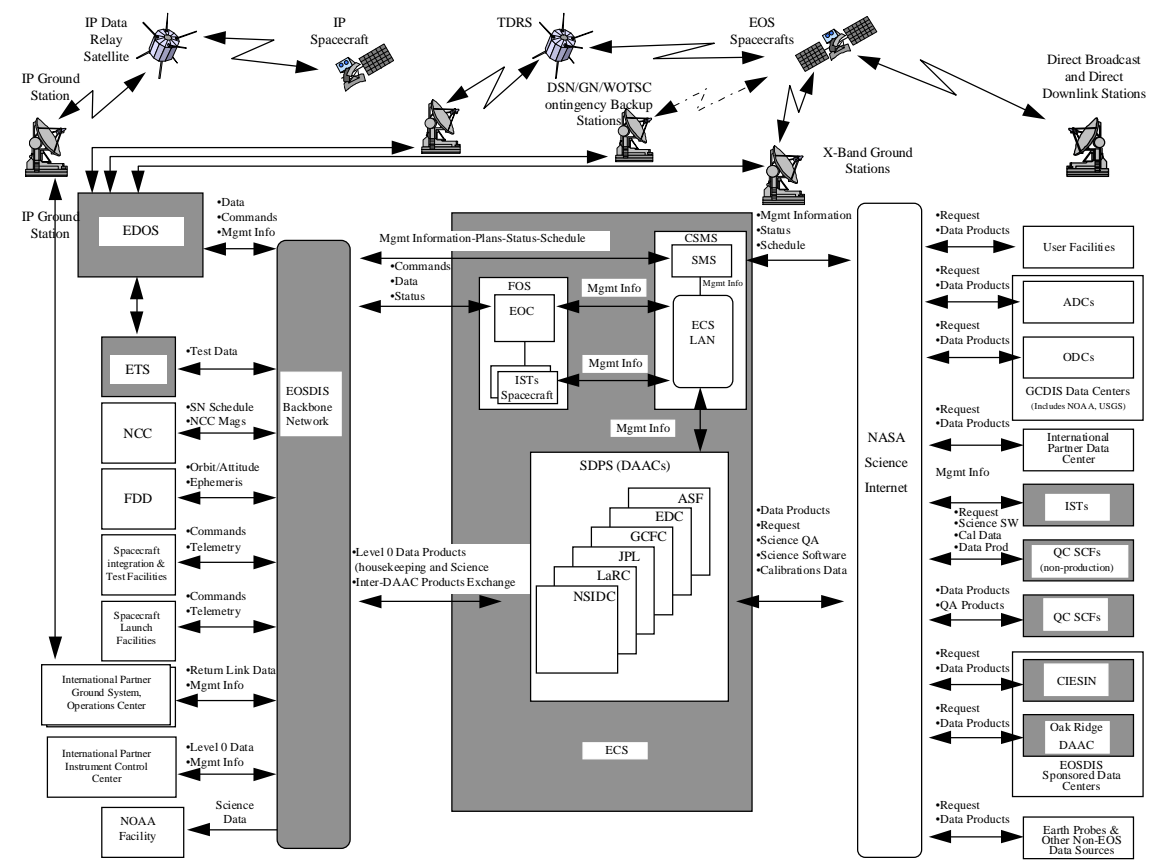 IP Data
Relay
Satellite
IP
Spacecraft
TDRS
EOS
Spacecrafts
IP Ground
Station
DSN/GN/WOTSC
ontingency Backup
Stations
Direct Broadcast
and Direct
Downlink Stations
X-Band Ground
Stations
IP Ground
Station
EDOS
•Data
•Commands
•Mgmt Info
ETS
•Test Data
NCC
•SN Schedule
•NCC Mags
FDD
•Orbit/Attitude
•Ephemeris
Spacecraft
integration &
Test Facilities
•Commands
•Telemetry
Spacecraft
Launch
Facilities
•Commands
•Telemetry
International Partner
Ground System,
Operations Center
•Return Link Data
•Mgmt Info
International Partner
Instrument Control
Center
•Level 0 Data
•Mgmt Info
NOAA
Facility
Science
Data
EOSDIS
Backbone
Network
Mgmt Information-Plans-Status-Schedule
•Commands
•Data
•Status
FOS
EOC
ISTs
Spacecraft
Mgmt Info
Mgmt Info
CSMS
SMS
Mgmt Info
ECS
LAN
Mgmt Info
SDPS (DAACs)
ASF
EDC
GCFC
JPL
LaRC
NSIDC
•Level 0 Data Products
(housekeeping and Science
•Inter-DAAC Products Exchange
ECS
•Mgmt Information
•Status
•Schedule
•Data Products
•Request
•Science QA
•Science Software
•Calibrations Data
NASA
Science
Internet
•Request
•Data Products
User Facilities
•Request
•Data Products
ADCs
•Request
•Data Products
ODCs
GCDIS Data Centers
(Includes NOAA, USGS)
•Request
•Data Products
International
Partner Data
Center
Mgmt Info
ISTs
•Request
•Science SW
•Cal Data
•Data Prod
QC SCFs
(non-production)
•Data Products
•QA Products
QC SCFs
•Request
•Data Products
CIESIN
•Request
•Data Products
Oak Ridge
DAAC
EOSDIS
Sponsored Data
Centers
•Request
•Data Products
Earth Probes &
Other Non-EOS
Data Sources